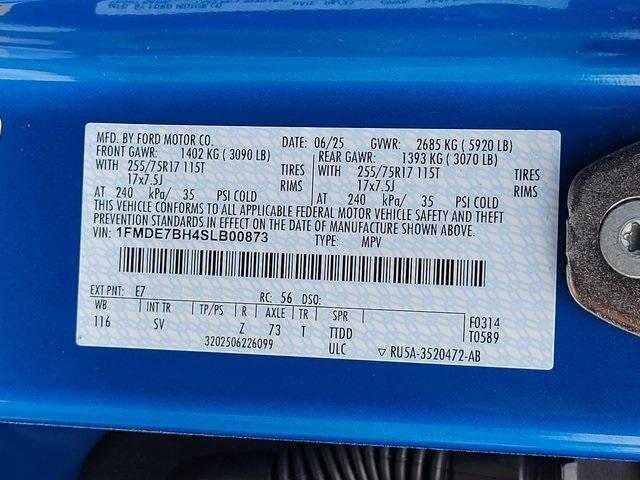 MFD. BY FORD MOTOR CO. DATE: 06/25 GVWR: 2685 KG (5920 LB)
FRONT GAWR: 1402 KG (3090 LB) REAR GAWR: 1393 KG (3070 LB)
WITH 255/75R17 115T TIRES WITH 255/75R17 115T TIRES
17x7.5J RIMS 17x7.5J RIMS
AT 240 kPa/ 35 PSI COLD AT 240 kPa/ 35 PSI COLD
THIS VEHICLE CONFORMS TO ALL APPLICABLE FEDERAL MOTOR VEHICLE SAFETY AND THEFT
PREVENTION STANDARDS IN EFFECT ON THE DATE OF MANUFACTURE SHOWN ABOVE.
VIN: 1FMDE7BH4SLB00873 TYPE: MPV
EXT PNT: E7 RC: 56 DSO:
WB INT TR TP/PS R AXLE TR SPR F0314
116 SV Z 73 T TTDD T0589
3202506226099 ULC ▽ RU5A-3520472-AB